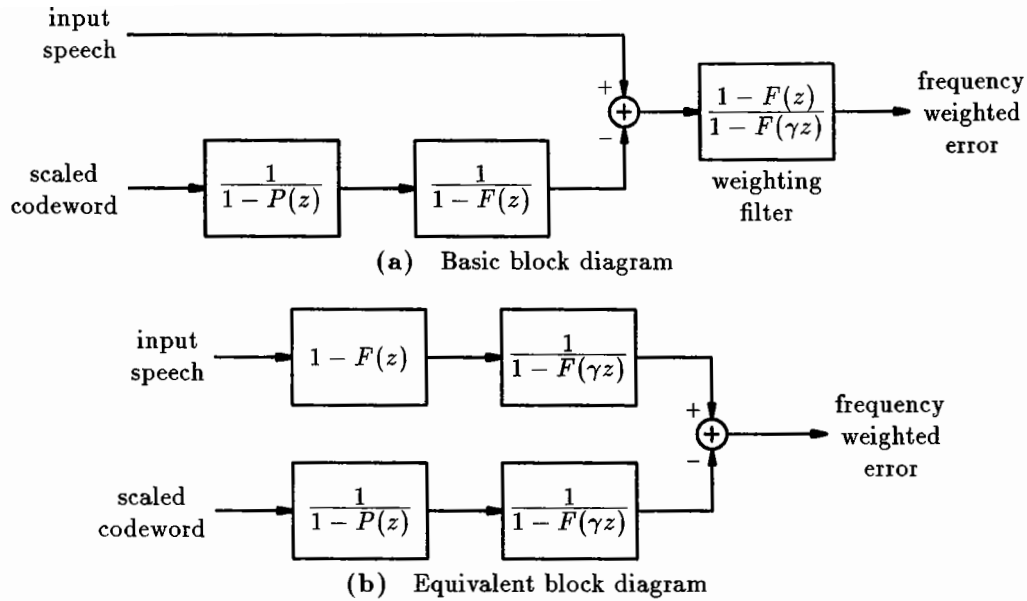 input
speech
+
+
−
1 − F(z)
1 − F(γz)
frequency
weighted
error
scaled
codeword
1
1 − P(z)
1
1 − F(z)
weighting
filter
(a) Basic block diagram
input
speech
1 − F(z)
1
1 − F(γz)
+
+
−
frequency
weighted
error
scaled
codeword
1
1 − P(z)
1
1 − F(γz)
(b) Equivalent block diagram